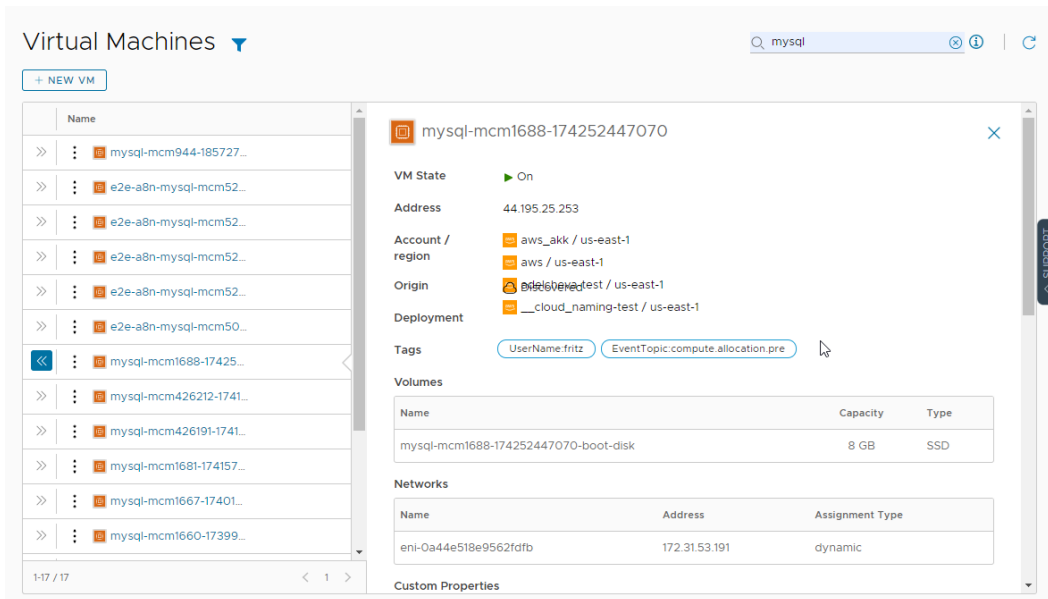 Virtual Machines
mysql
+ NEW VM
Name
mysql-mcm944-185727...
e2e-a8n-mysql-mcm52...
e2e-a8n-mysql-mcm52...
e2e-a8n-mysql-mcm52...
e2e-a8n-mysql-mcm52...
e2e-a8n-mysql-mcm50...
mysql-mcm1688-17425...
mysql-mcm426212-1741...
mysql-mcm426191-1741...
mysql-mcm1681-174157...
mysql-mcm1667-17401...
mysql-mcm1660-17399...
1-17 / 17
1
mysql-mcm1688-174252447070
VM State On
Address 44.195.25.253
Account / region
aws_akk / us-east-1
aws / us-east-1
Origin Discovered
-test / us-east-1
__cloud_naming-test / us-east-1
Deployment
Tags UserName:fritz EventTopic:compute.allocation.pre
Volumes
Name Capacity Type
mysql-mcm1688-174252447070-boot-disk 8 GB SSD
Networks
Name Address Assignment Type
eni-0a44e518e9562fdfb 172.31.53.191 dynamic
Custom Properties
SUPPORT